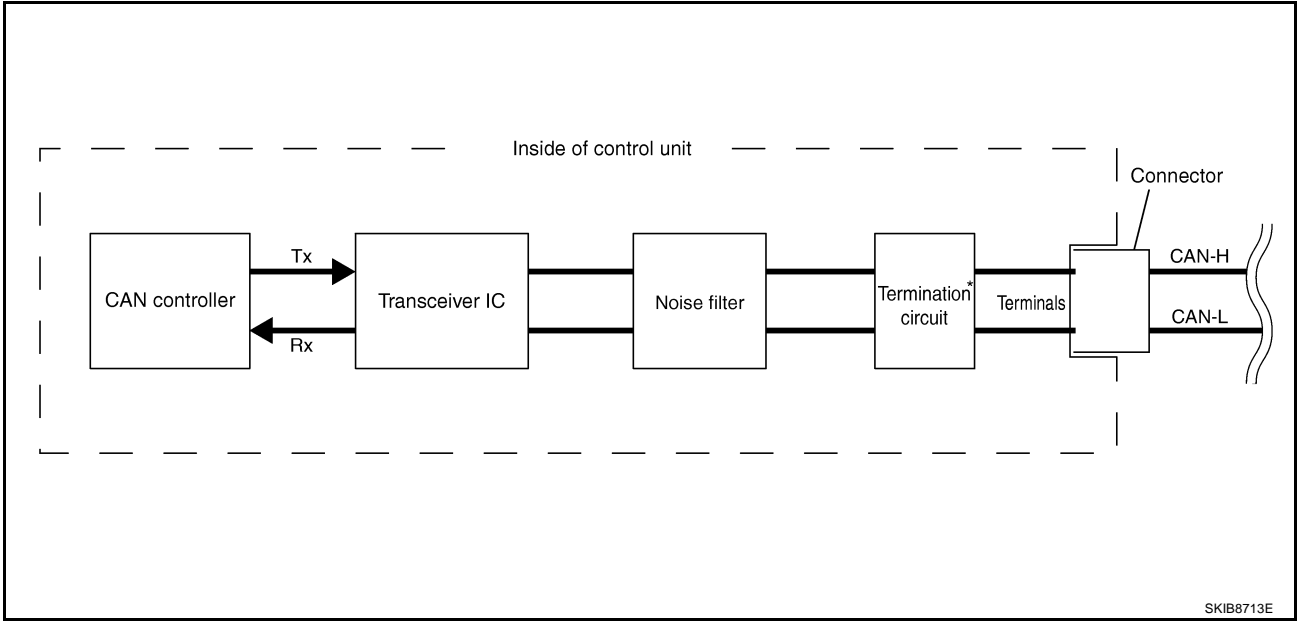 Inside of control unit
Connector
CAN controller
Tx
Rx
Transceiver IC
Noise filter
Termination*
circuit
Terminals
CAN-H
CAN-L
SKIB8713E